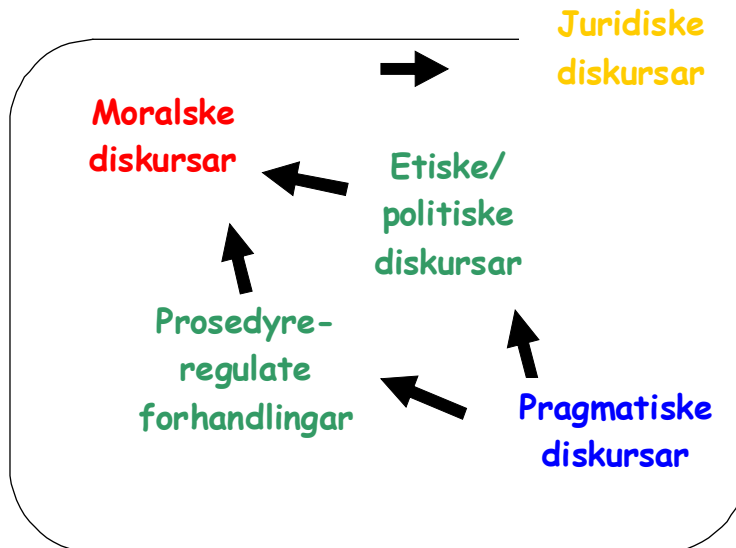 Juridiske
diskursar
Moralske
diskursar
Etiske/
politiske
diskursar
Prosedyre-
regulate
forhandlingar
Pragmatiske
diskursar